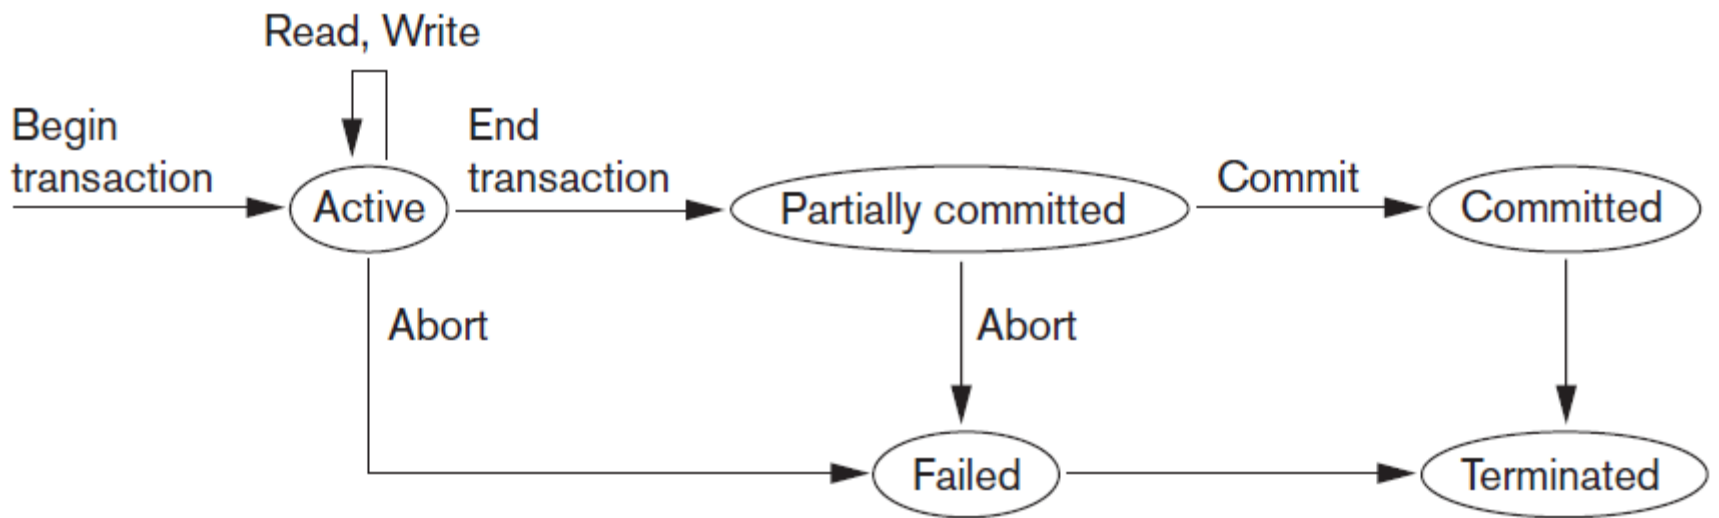 Read, Write
Begin
transaction
End
transaction
Active
Partially committed
Commit
Committed
Abort
Abort
Failed
Terminated